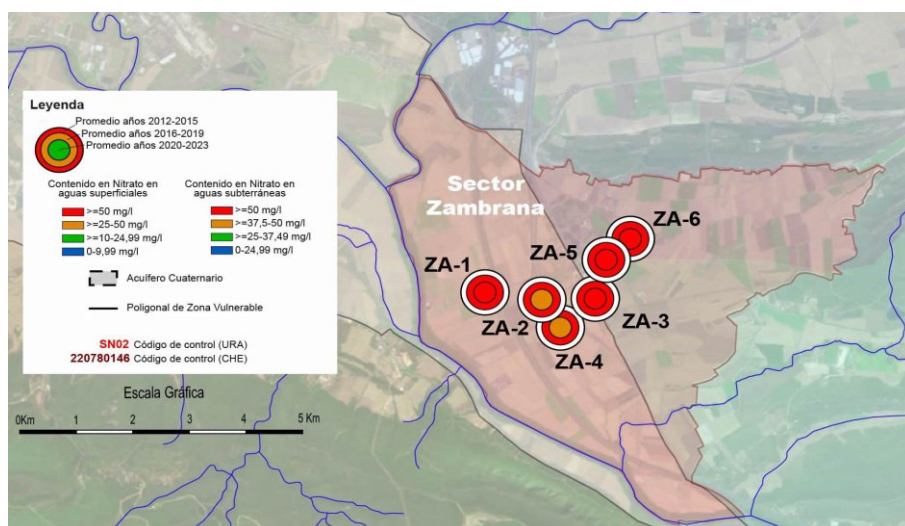 Leyenda
Promedio años 2012-2015
Promedio años 2016-2019
Promedio años 2020-2023
Contenido en Nitrato en
aguas superficiales
>=50 mg/l
>=25-50 mg/l
>=10-24,99 mg/l
0-9,99 mg/l
Contenido en Nitrato en
aguas subterráneas
>=50 mg/l
>=37,5-50 mg/l
>=25-37,49 mg/l
0-24,99 mg/l
Acuífero Cuaternario
Poligonal de Zona Vulnerable
SN02 Código de control (URA)
220780146 Código de control (CHE)
Escala Gráfica
0Km 1 2 3 4 5 Km
Sector
Zambrana
ZA-6
ZA-5
ZA-1
ZA-2
ZA-3
ZA-4